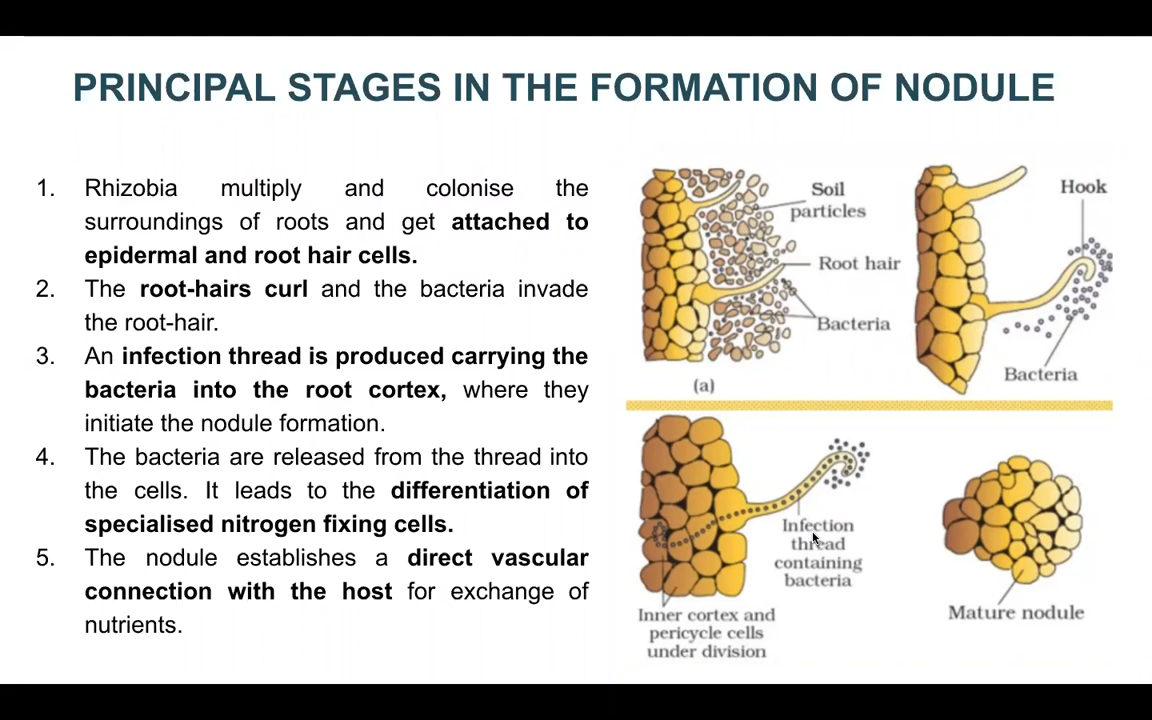 PRINCIPAL STAGES IN THE FORMATION OF NODULE
1. Rhizobia multiply and colonise the
surroundings of roots and get attached to
epidermal and root hair cells.
2. The root-hairs curl and the bacteria invade
the root-hair.
3. An infection thread is produced carrying the
bacteria into the root cortex, where they
initiate the nodule formation.
4. The bacteria are released from the thread into
the cells. It leads to the differentiation of
specialised nitrogen fixing cells.
5. The nodule establishes a direct vascular
connection with the host for exchange of
nutrients.
Soil
particles
Root hair
Bacteria
(a)
Hook
Bacteria
Infection
thread
containing
bacteria
Inner cortex and
pericycle cells
under division
Mature nodule